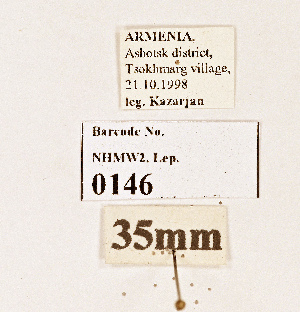 ARMENIA,
Ashotsk district,
Tsokhmarg village,
21.10.1998
leg. Kazarjan
Barcode No.
NHMW2. Lep.
0146
35mm